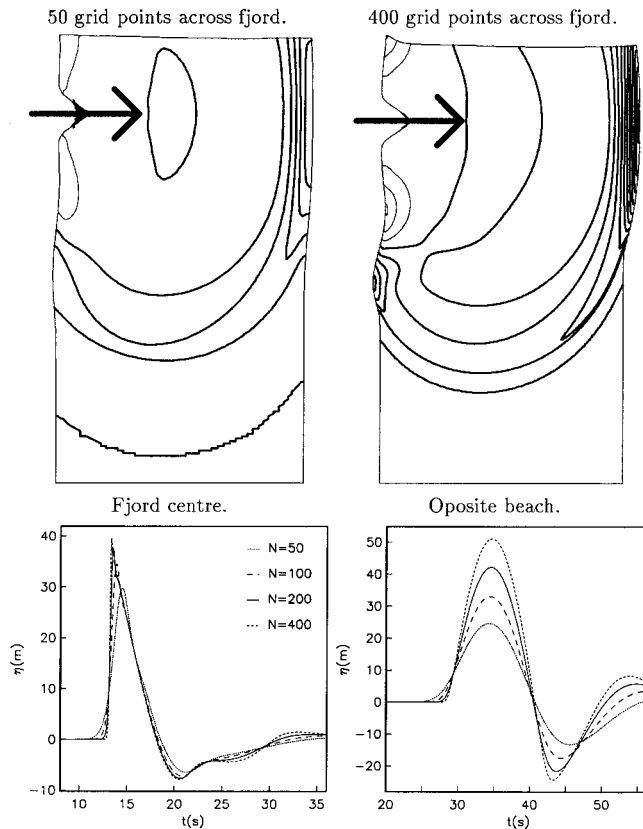 50 grid points across fjord.
400 grid points across fjord.
Fjord centre.
η(m)
40
30
20
10
0
−10
N=50
N=100
N=200
N=400
10
15
20
25
30
35
t(s)
Oposite beach.
η(m)
50
40
30
20
10
0
−10
−20
20
30
40
50
t(s)